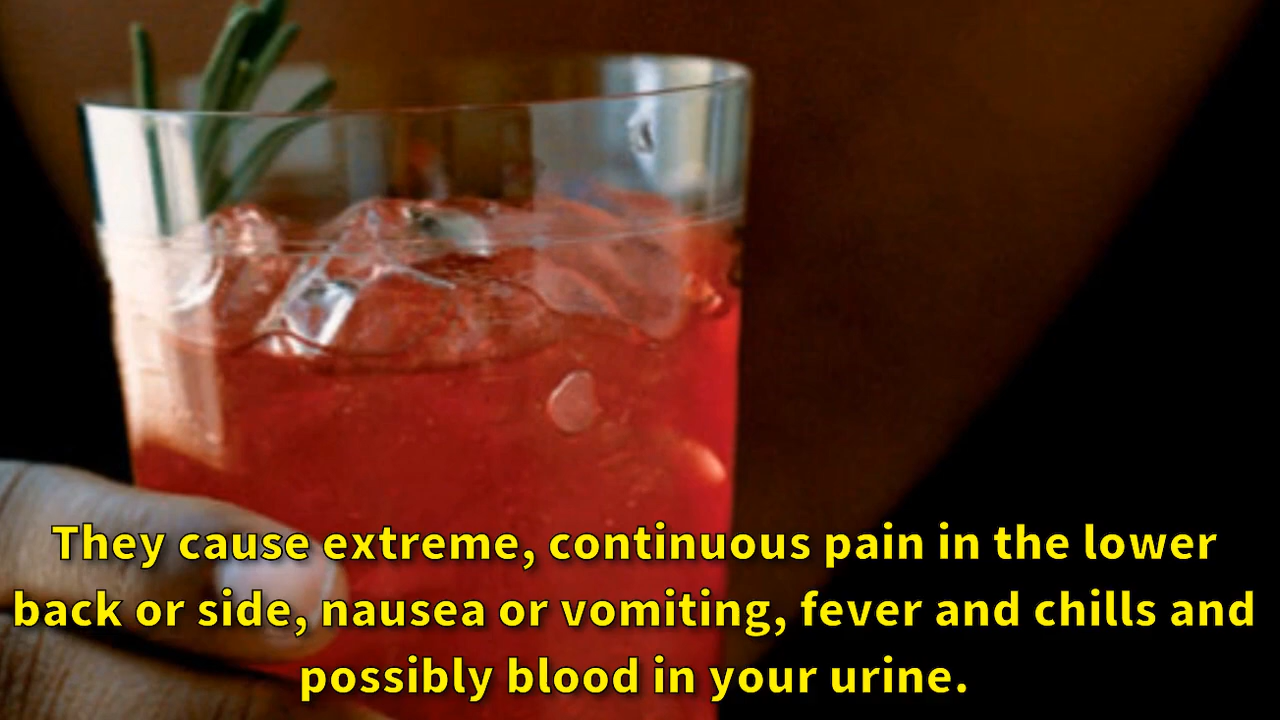 They cause extreme, continuous pain in the lower
back or side, nausea or vomiting, fever and chills and
possibly blood in your urine.